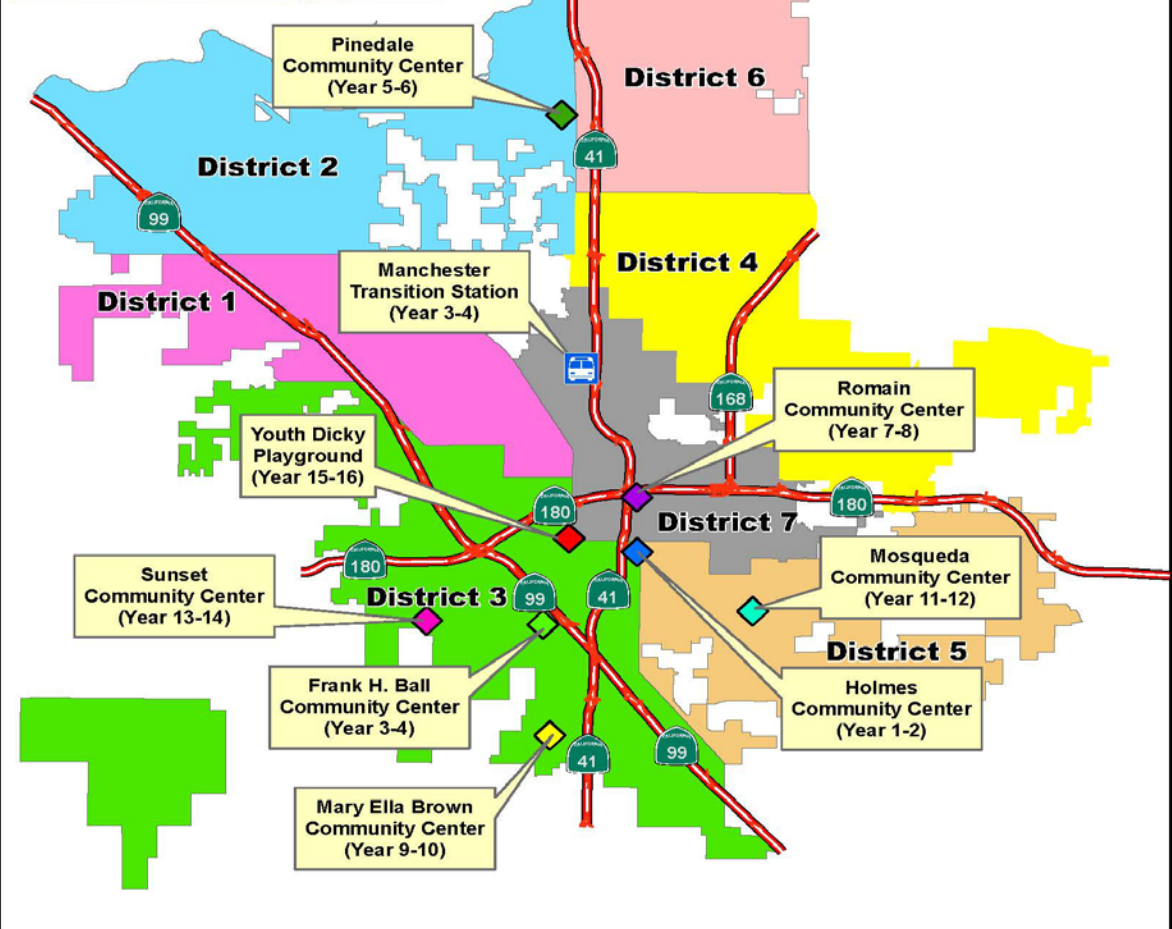 Pinedale
Community Center
(Year 5-6)
District 6
41
District 2
99
Manchester
Transition Station
(Year 3-4)
District 4
District 1
168
Romain
Community Center
(Year 7-8)
Youth Dicky
Playground
(Year 15-16)
180
180
District 7
180
Mosqueda
Community Center
(Year 11-12)
Sunset
Community Center
(Year 13-14)
District 3
99
41
District 5
Frank H. Ball
Community Center
(Year 3-4)
Holmes
Community Center
(Year 1-2)
41
99
Mary Ella Brown
Community Center
(Year 9-10)